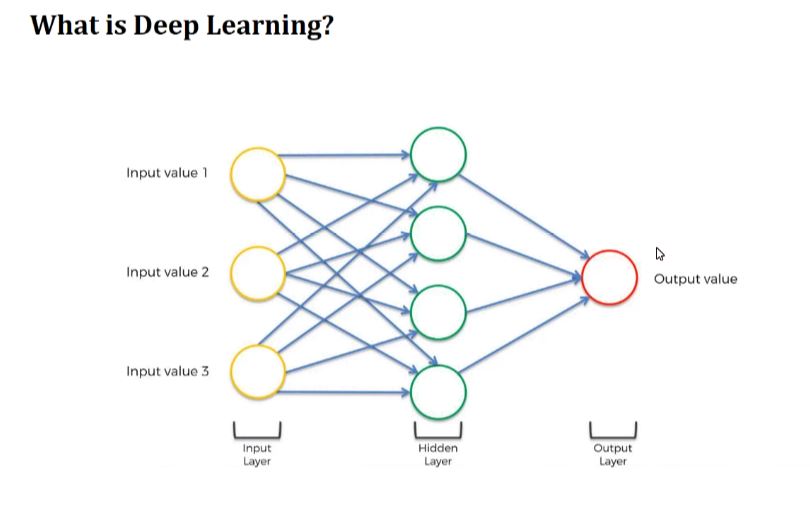 What is Deep Learning?
Input value 1
Input value 2
Output value
Input value 3
Input
Layer
Hidden
Layer
Output
Layer